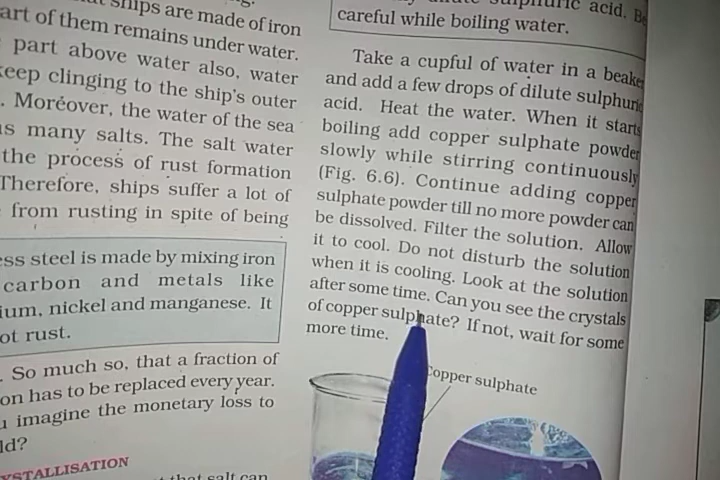 ships are made of iron
art of them remains under water.
part above water also, water
keep clinging to the ship's outer
. Moreover, the water of the sea
as many salts. The salt water
the process of rust formation
Therefore, ships suffer a lot of
from rusting in spite of being
ess steel is made by mixing iron
carbon and metals like
ium, nickel and manganese. It
ot rust.
. So much so, that a fraction of
on has to be replaced every year.
u imagine the monetary loss to
ld?
YSTALLISATION
that salt can
sulphuric acid. Be
careful while boiling water.
Take a cupful of water in a beake
and add a few drops of dilute sulphuric
acid. Heat the water. When it starts
boiling add copper sulphate powder
slowly while stirring continuously
(Fig. 6.6). Continue adding copper
sulphate powder till no more powder can
be dissolved. Filter the solution. Allow
it to cool. Do not disturb the solution
when it is cooling. Look at the solution
after some time. Can you see the crystals
of copper sulphate? If not, wait for some
more time.
Copper sulphate